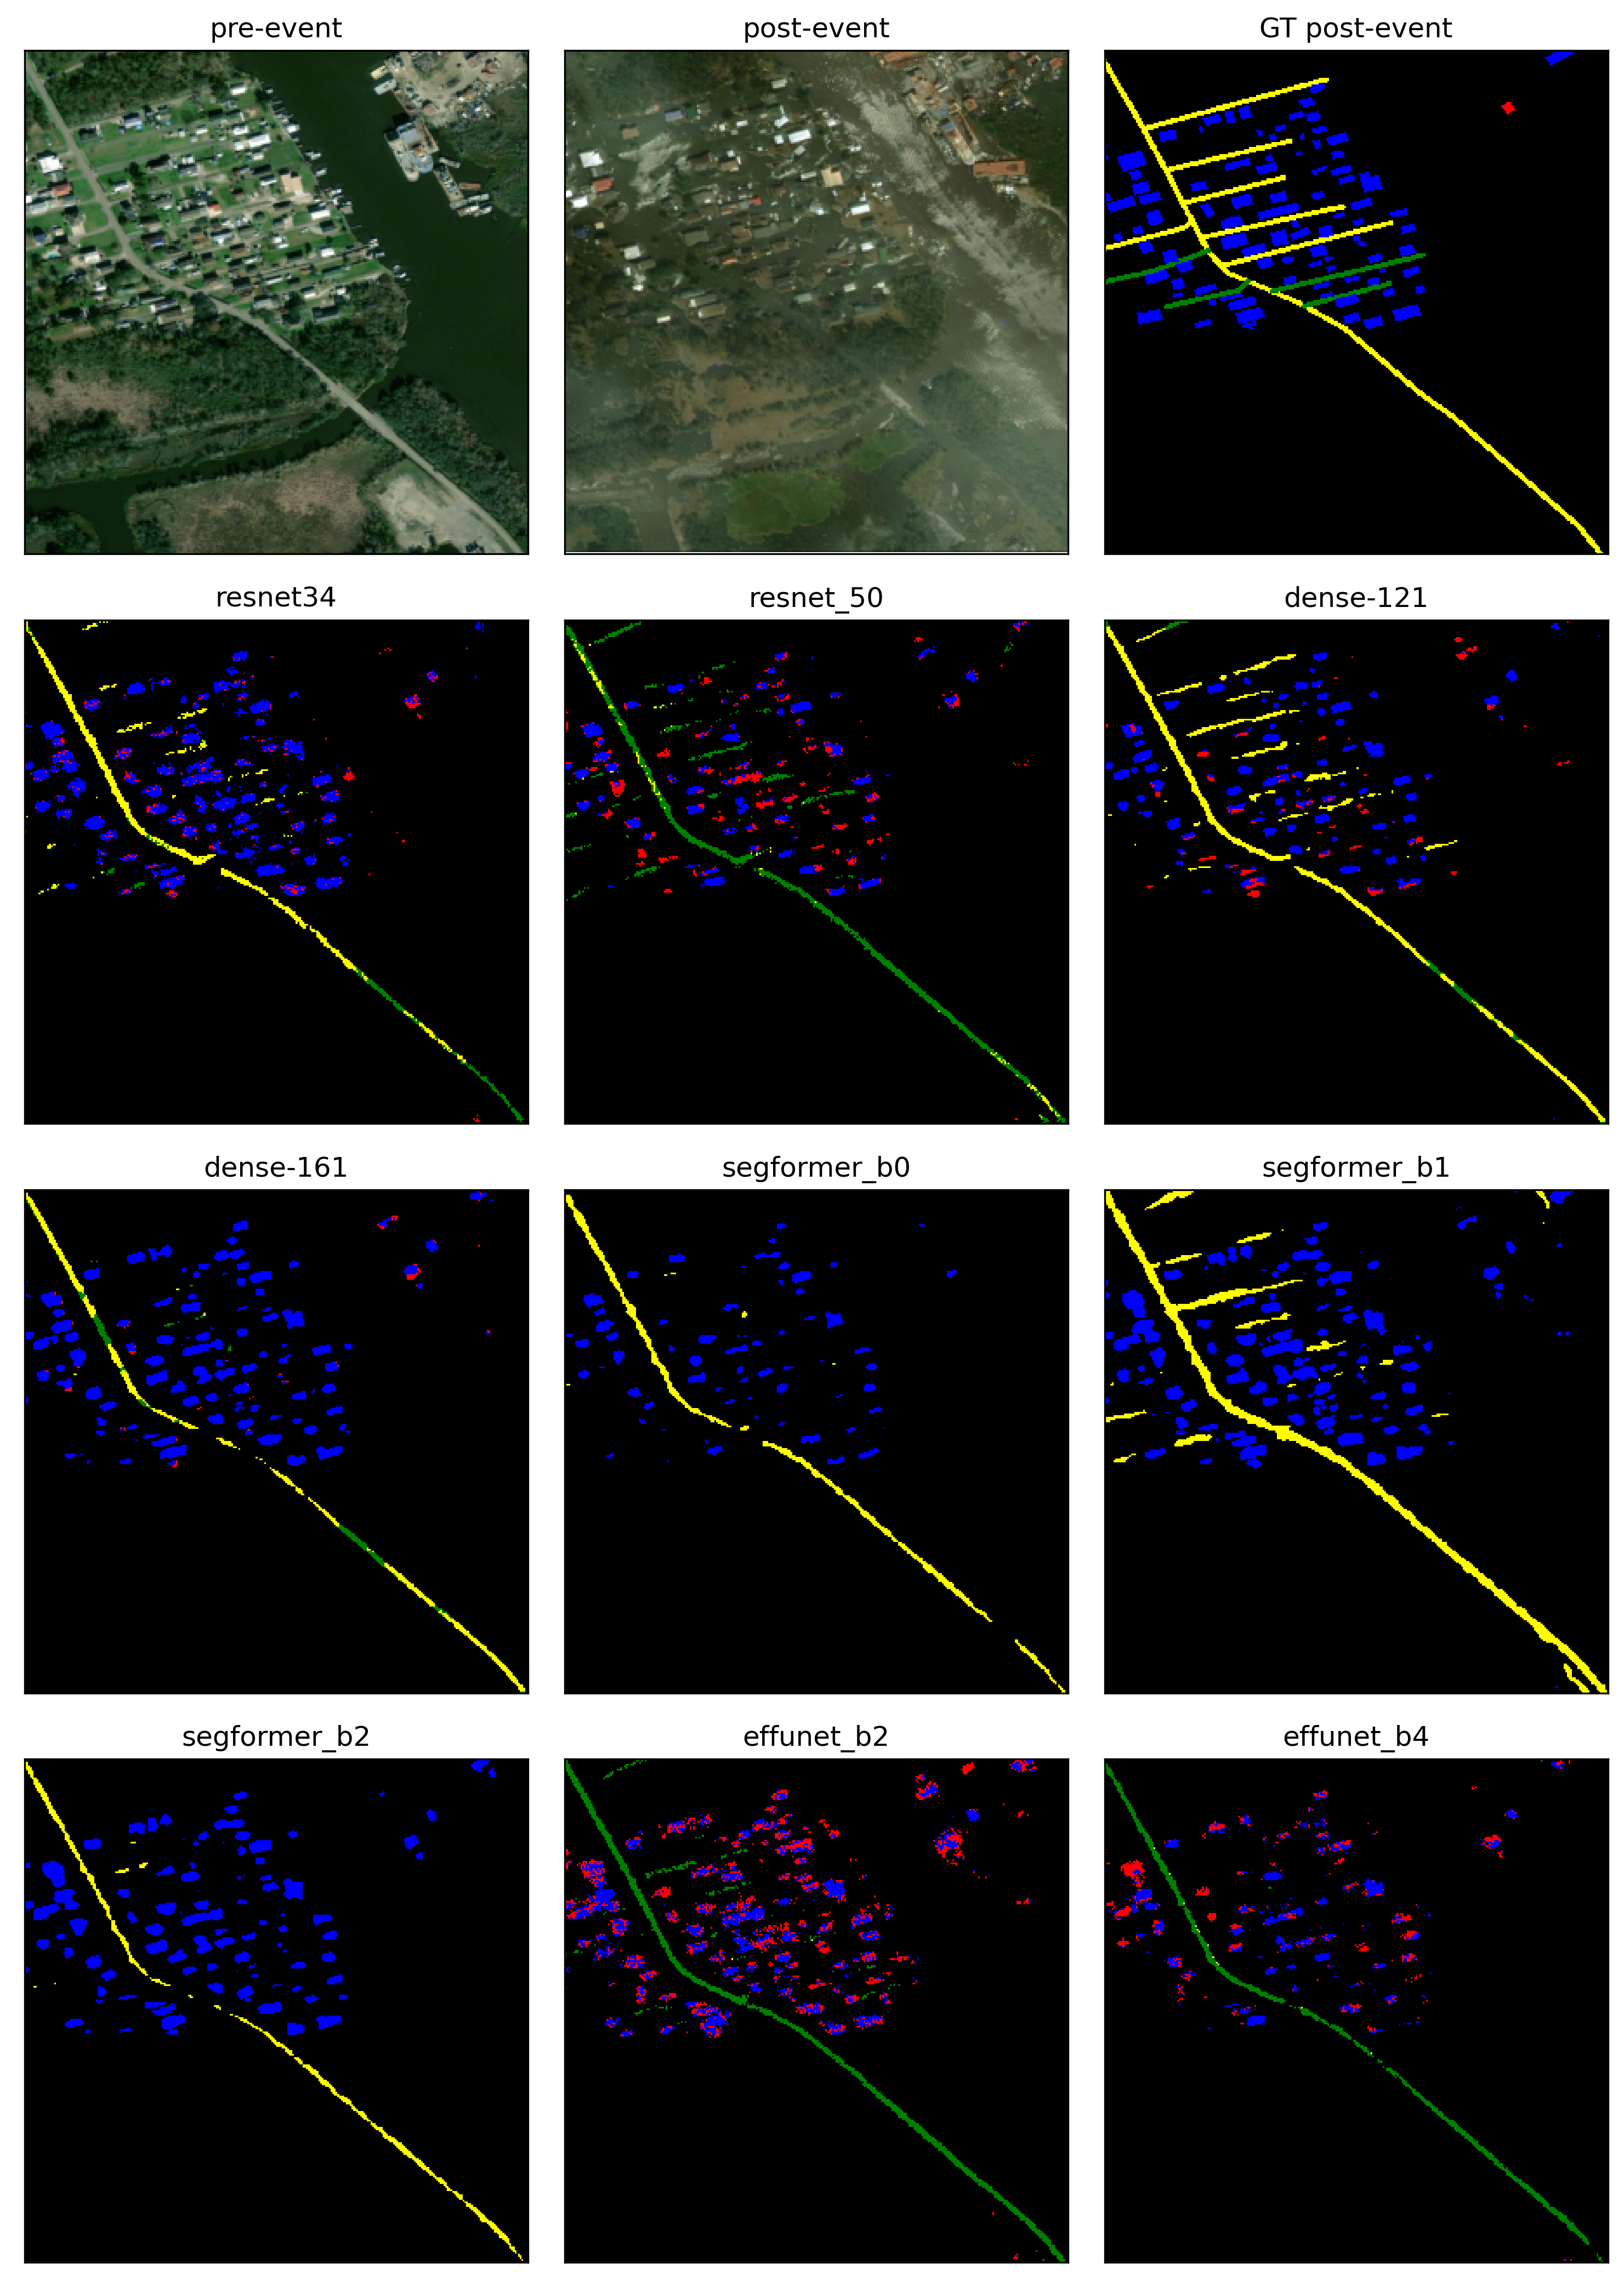 pre-event
post-event
GT post-event
resnet34
resnet_50
dense-121
dense-161
segformer_b0
segformer_b1
segformer_b2
effunet_b2
effunet_b4